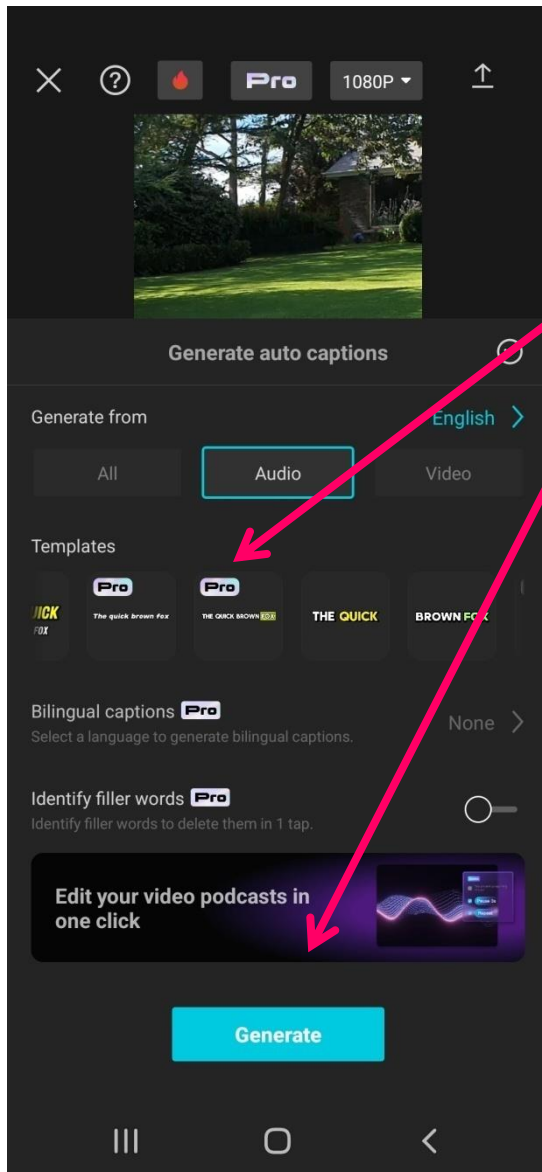 Pro 1080P
Generate auto captions
Generate from English
All Audio Video
Templates
Pro Pro
The quick brown fox THE QUICK BROWN FOX THE QUICK BROWN FOX
FOX
Bilingual captions Pro
None
Select a language to generate bilingual captions.
Identify filler words Pro
Identify filler words to delete them in 1 tap.
Edit your video podcasts in
one click
Generate